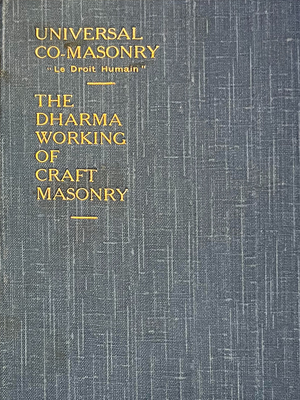 UNIVERSAL
CO-MASONRY
"Le Droit Humain"
THE
DHARMA
WORKING
OF
CRAFT
MASONRY